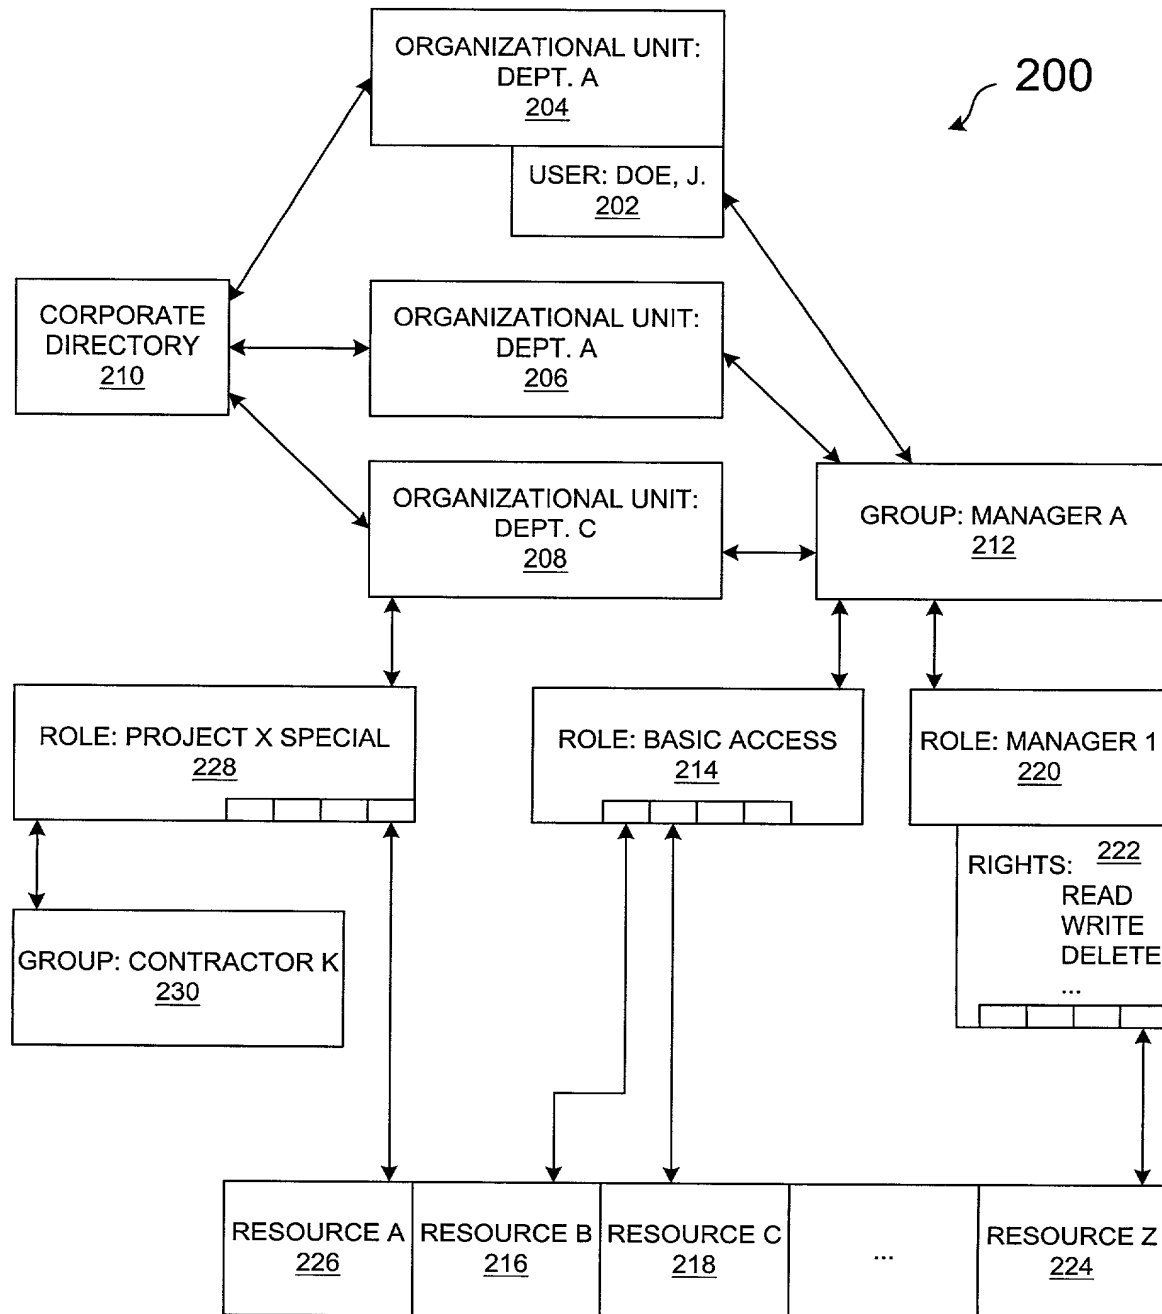 ORGANIZATIONAL UNIT:
DEPT. A
204
200
USER: DOE, J.
202
CORPORATE
DIRECTORY
210
ORGANIZATIONAL UNIT:
DEPT. A
206
ORGANIZATIONAL UNIT:
DEPT. C
208
GROUP: MANAGER A
212
ROLE: PROJECT X SPECIAL
228
ROLE: BASIC ACCESS
214
ROLE: MANAGER 1
220
222
RIGHTS:
READ
WRITE
DELETE
...
GROUP: CONTRACTOR K
230
RESOURCE A
226
RESOURCE B
216
RESOURCE C
218
...
RESOURCE Z
224